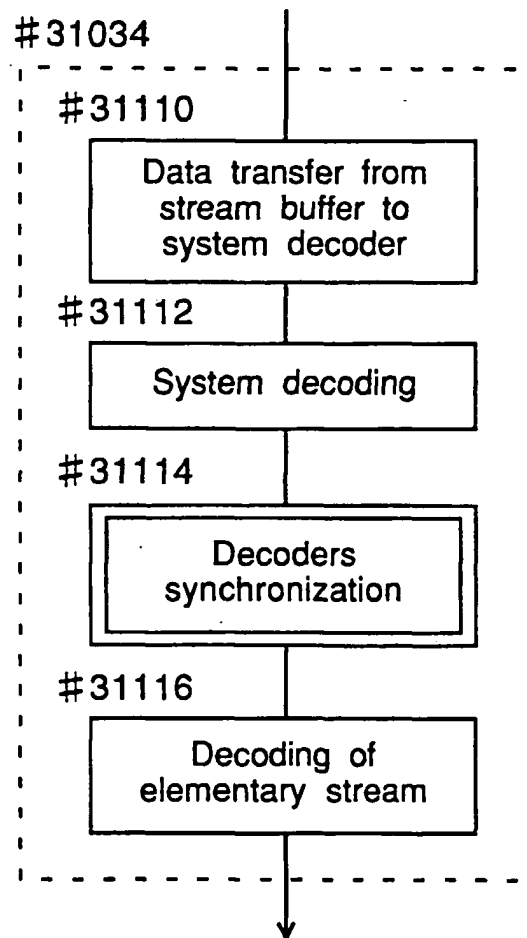 #31034
#31110
Data transfer from
stream buffer to
system decoder
#31112
System decoding
#31114
Decoders
synchronization
#31116
Decoding of
elementary stream